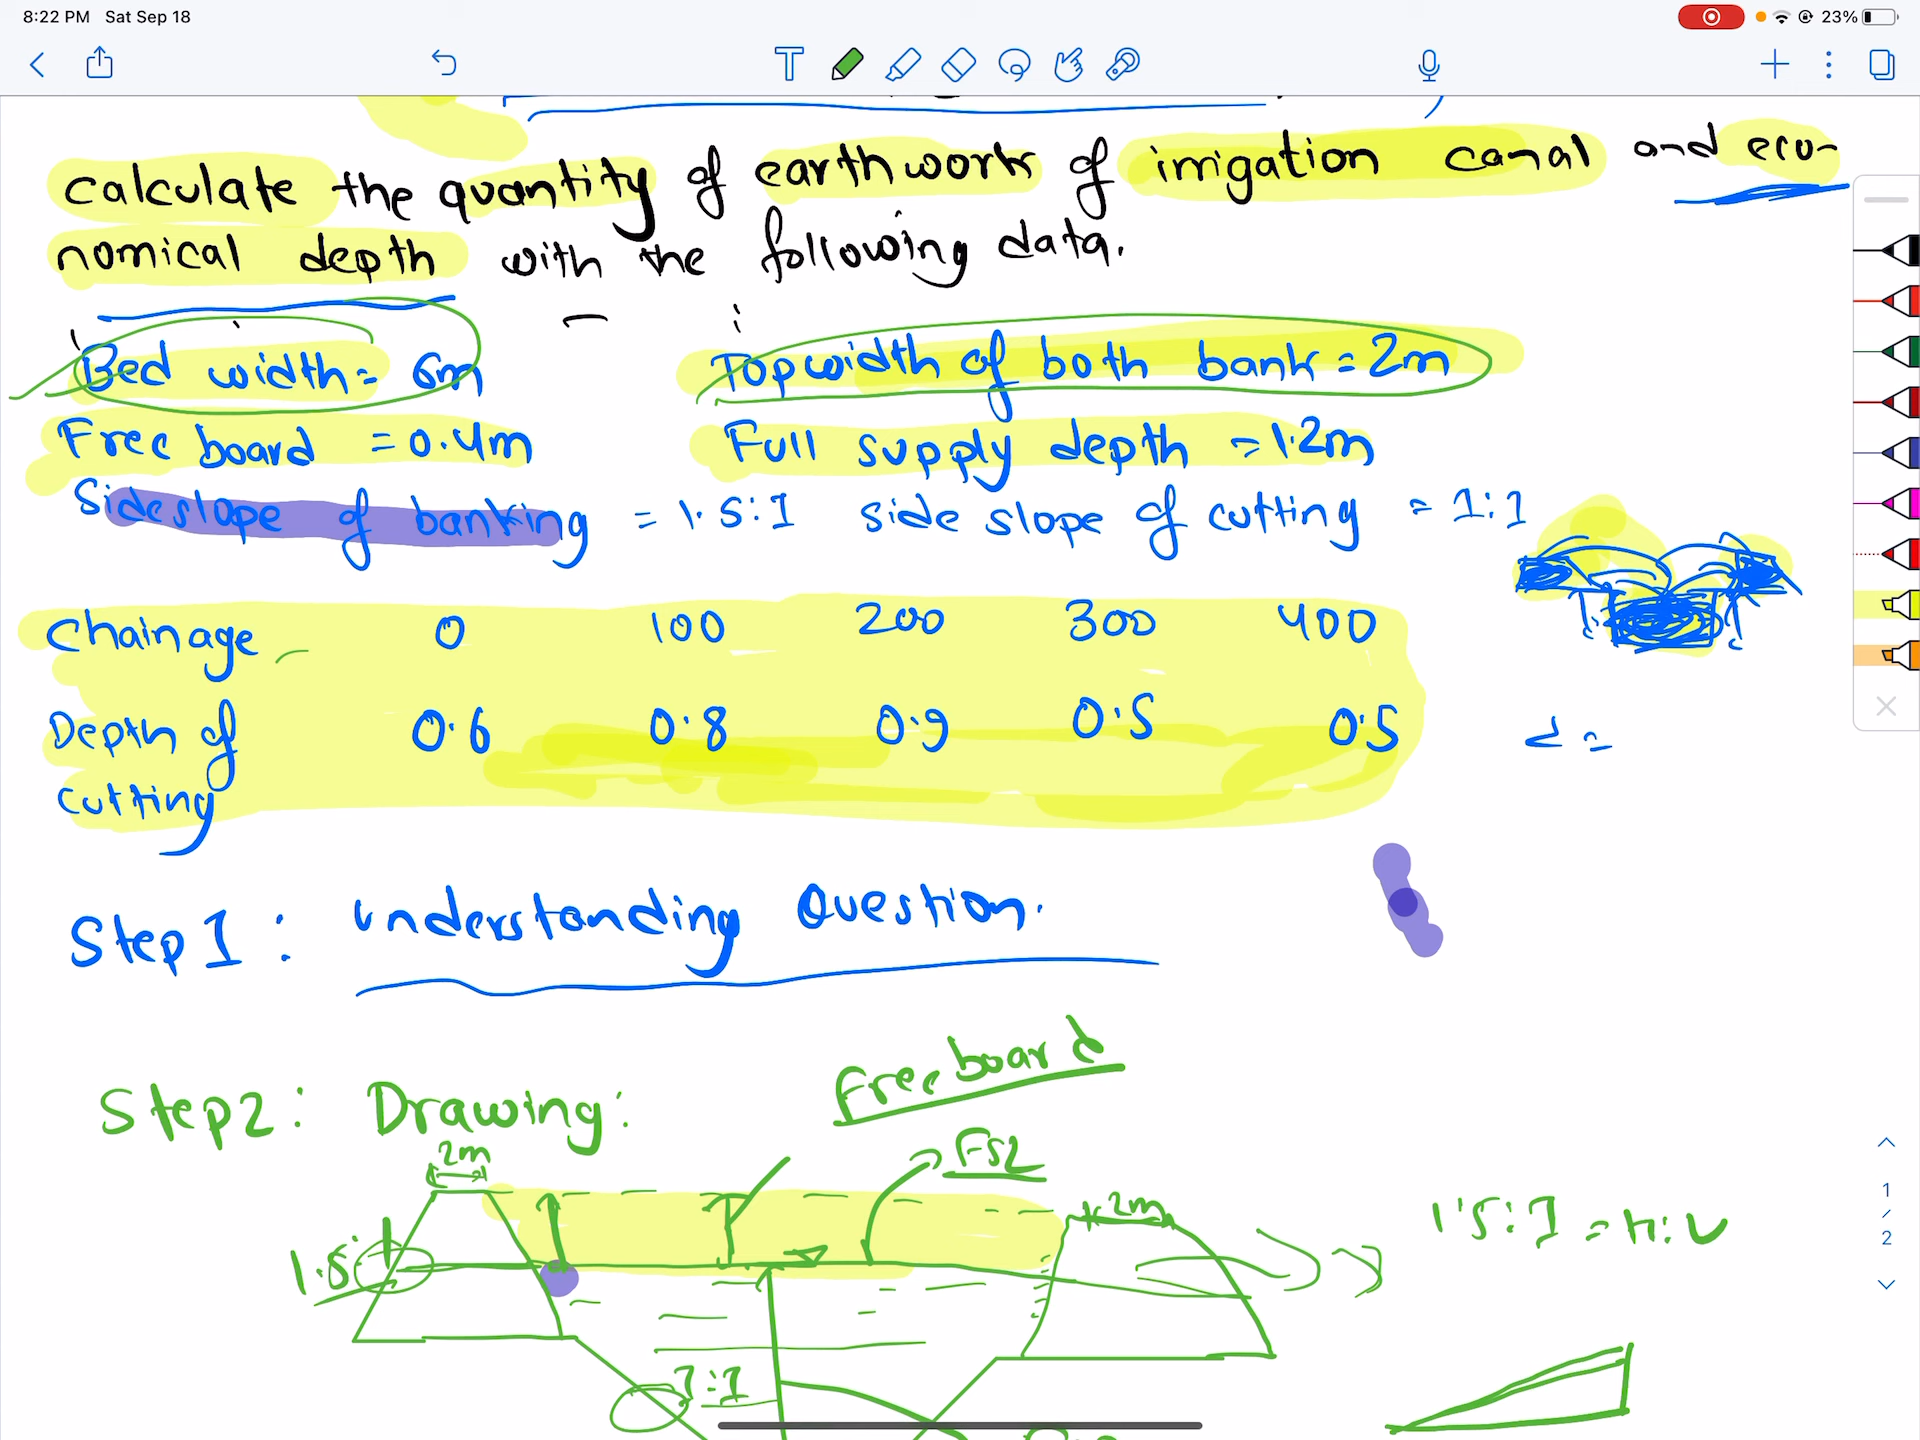 8:22 PM Sat Sep 18
23%
T
calculate the quantity of earthwork of irrigation canal and eco-
nomical depth with the following data.
Bed width = 6m Top width of both bank = 2m
Free board = 0.4m Full supply depth = 1.2m
Side slope of banking = 1.5:1 side slope of cutting = 1:1
Chainage 0 100 200 300 400
Depth of 0.6 0.8 0.9 0.5 0.5 d =
cutting
Step 1 : understanding Question.
Free board
Step 2 : Drawing:
2m FSL
2m
1.5:1 = H:V
1.5:1
1:1
1
/
2